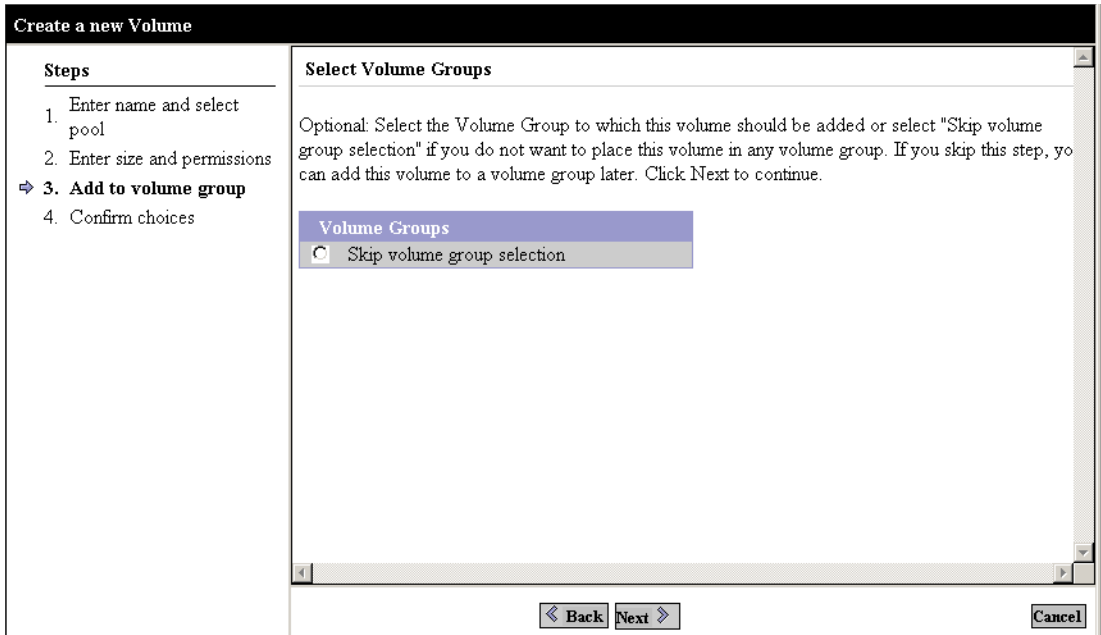 Create a new Volume
Steps
1. Enter name and select
pool
2. Enter size and permissions
3. Add to volume group
4. Confirm choices
Select Volume Groups
Optional: Select the Volume Group to which this volume should be added or select "Skip volume
group selection" if you do not want to place this volume in any volume group. If you skip this step, yo
can add this volume to a volume group later. Click Next to continue.
Volume Groups
Skip volume group selection
Back
Next
Cancel